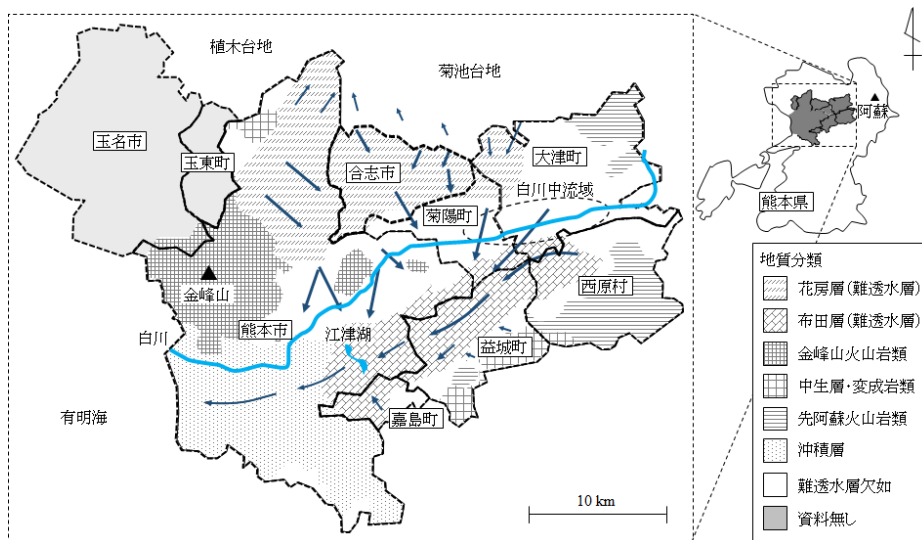 植木台地
菊池台地
玉名市
玉東町
合志市
大津町
白川中流域
菊陽町
西原村
金峰山
熊本市
江津湖
益城町
白川
嘉島町
有明海
10 km
阿蘇
熊本県
地質分類
花房層(難透水層)
布田層(難透水層)
金峰山火山岩類
中生層・変成岩類
先阿蘇火山岩類
沖積層
難透水層欠如
資料無し